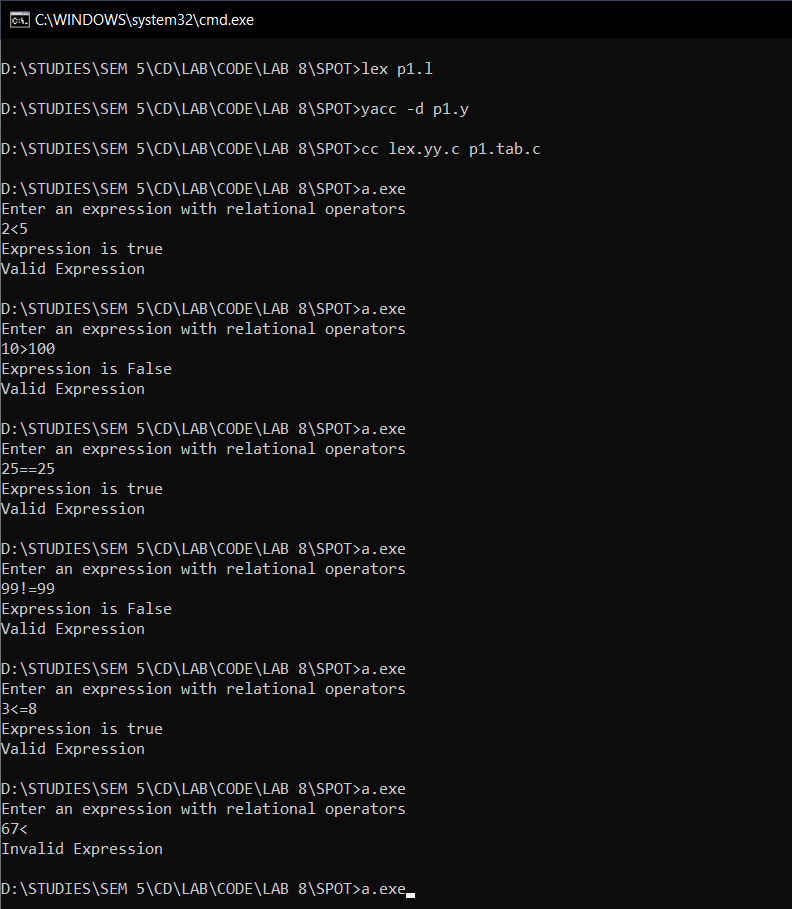 C:\WINDOWS\system32\cmd.exe
D:\STUDIES\SEM 5\CD\LAB\CODE\LAB 8\SPOT>lex p1.l
D:\STUDIES\SEM 5\CD\LAB\CODE\LAB 8\SPOT>yacc -d p1.y
D:\STUDIES\SEM 5\CD\LAB\CODE\LAB 8\SPOT>cc lex.yy.c p1.tab.c
D:\STUDIES\SEM 5\CD\LAB\CODE\LAB 8\SPOT>a.exe
Enter an expression with relational operators
2<5
Expression is true
Valid Expression
D:\STUDIES\SEM 5\CD\LAB\CODE\LAB 8\SPOT>a.exe
Enter an expression with relational operators
10>100
Expression is False
Valid Expression
D:\STUDIES\SEM 5\CD\LAB\CODE\LAB 8\SPOT>a.exe
Enter an expression with relational operators
25==25
Expression is true
Valid Expression
D:\STUDIES\SEM 5\CD\LAB\CODE\LAB 8\SPOT>a.exe
Enter an expression with relational operators
99!=99
Expression is False
Valid Expression
D:\STUDIES\SEM 5\CD\LAB\CODE\LAB 8\SPOT>a.exe
Enter an expression with relational operators
3<=8
Expression is true
Valid Expression
D:\STUDIES\SEM 5\CD\LAB\CODE\LAB 8\SPOT>a.exe
Enter an expression with relational operators
67<
Invalid Expression
D:\STUDIES\SEM 5\CD\LAB\CODE\LAB 8\SPOT>a.exe